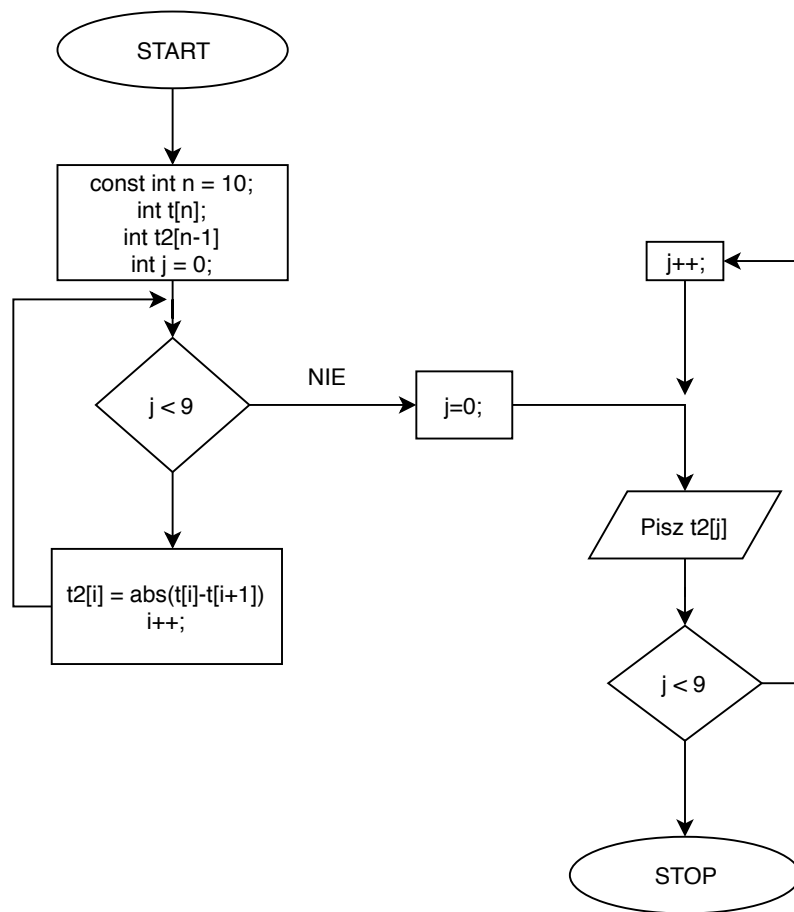 START
const int n = 10;
int t[n];
int t2[n-1]
int j = 0;
j++;
j < 9
NIE
j=0;
Pisz t2[j]
t2[i] = abs(t[i]-t[i+1])
i++;
j < 9
STOP